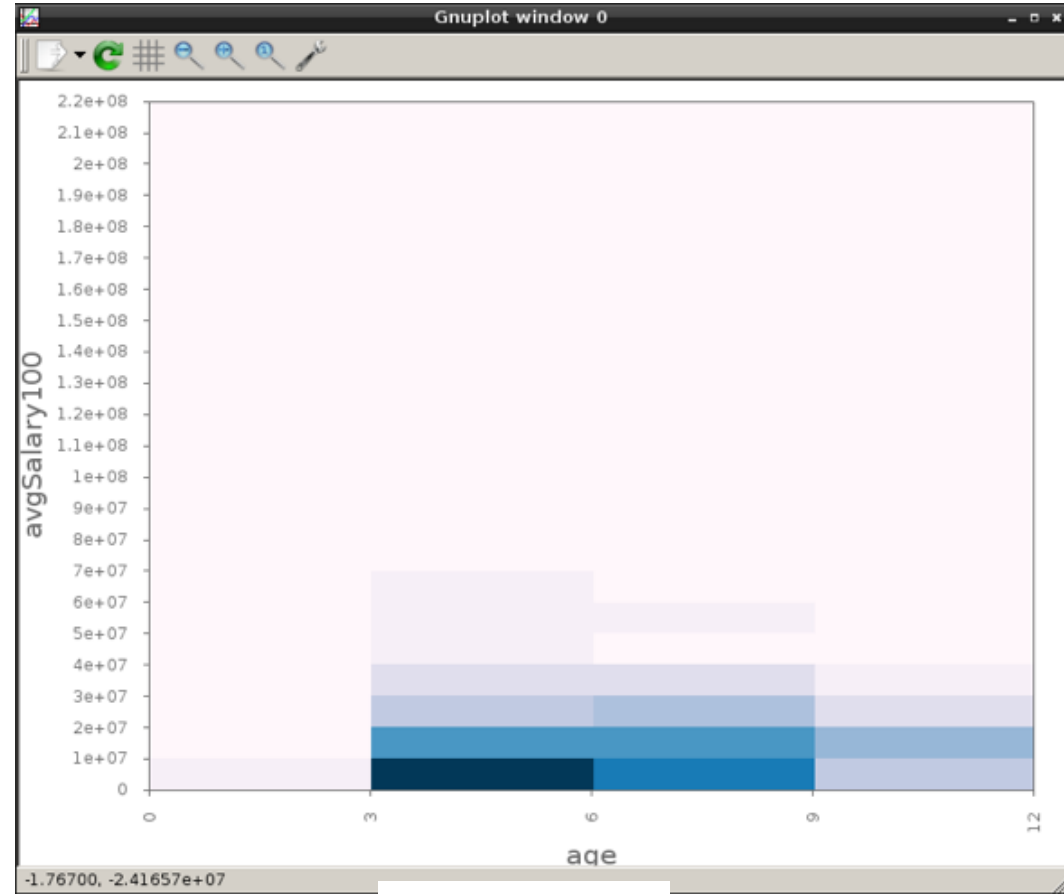 Gnuplot window 0
2.2e+08
2.1e+08
2e+08
1.9e+08
1.8e+08
1.7e+08
1.6e+08
1.5e+08
1.4e+08
1.3e+08
1.2e+08
1.1e+08
1e+08
9e+07
8e+07
7e+07
6e+07
5e+07
4e+07
3e+07
2e+07
1e+07
0
avgSalary100
0 3 6 9 12
age
-1.76700, -2.41657e+07